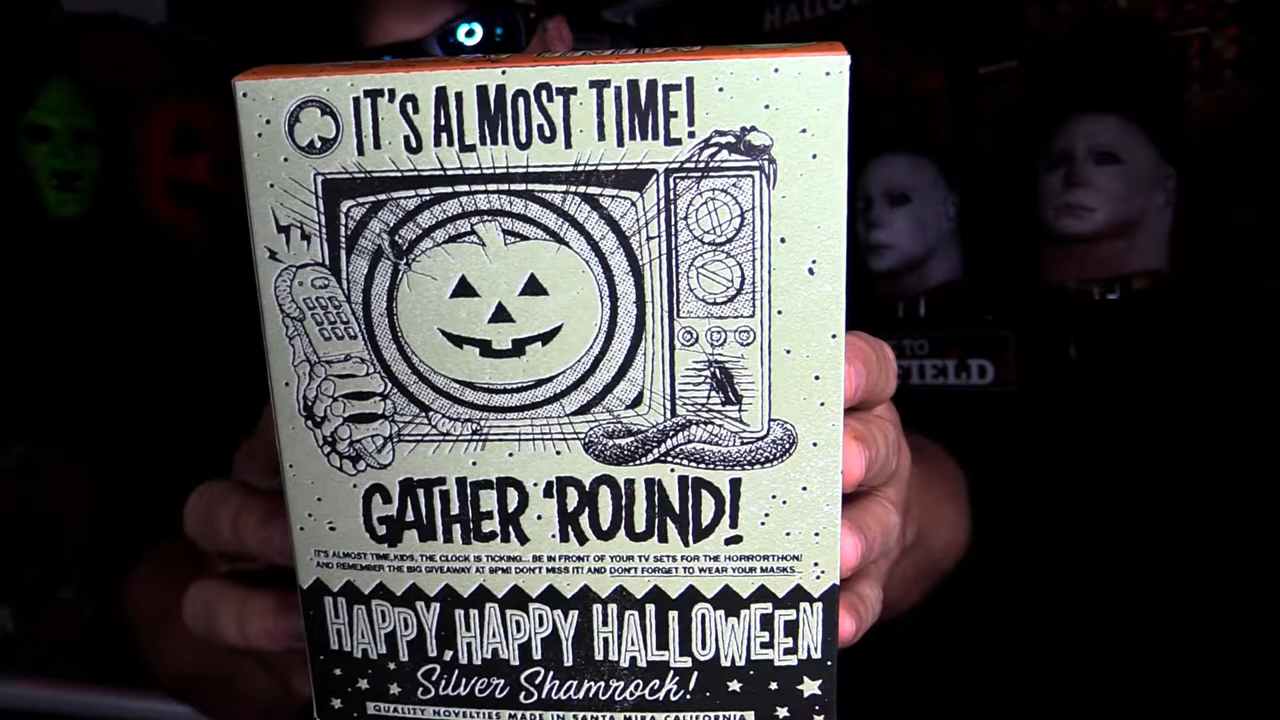 HALLOW
IT'S ALMOST TIME!
TO
FIELD
GATHER 'ROUND!
IT'S ALMOST TIME, KIDS, THE CLOCK IS TICKING... BE IN FRONT OF YOUR TV SETS FOR THE HORRORTHON!
AND REMEMBER THE BIG GIVEAWAY AT 9PM! DON'T MISS IT! AND DON'T FORGET TO WEAR YOUR MASKS...
HAPPY, HAPPY HALLOWEEN
Silver Shamrock!
QUALITY NOVELTIES MADE IN SANTA MIRA CALIFORNIA